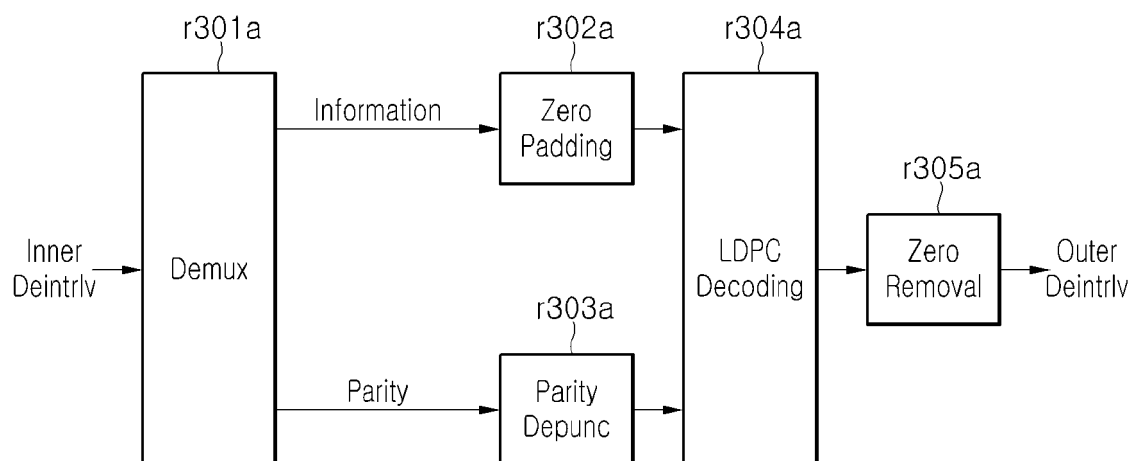 r301a
r302a
r304a
Information
Zero
Padding
r305a
Inner
Deintrlv
Demux
LDPC
Decoding
Zero
Removal
Outer
Deintrlv
r303a
Parity
Parity
Depunc